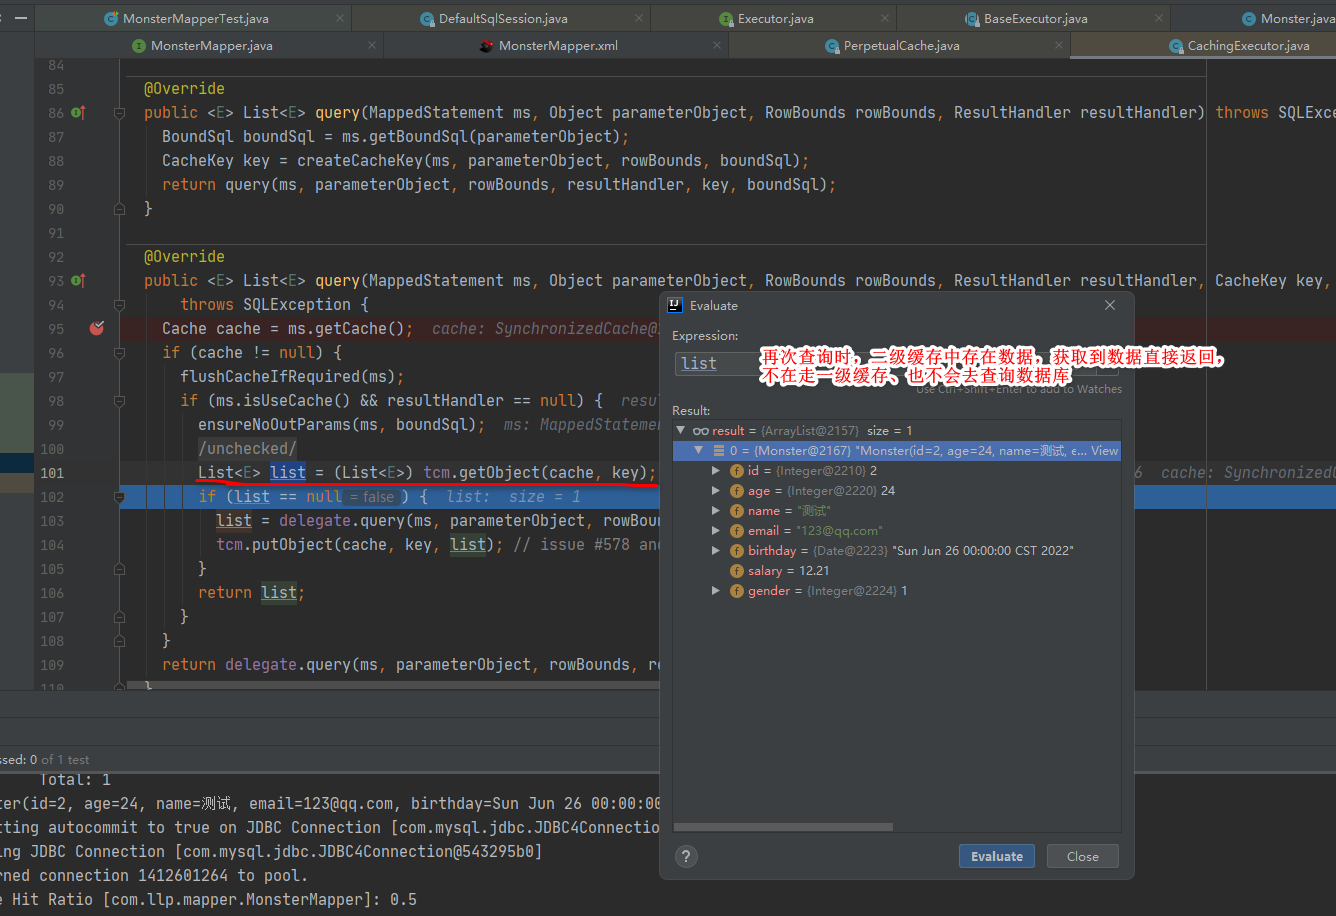 MonsterMapperTest.java
DefaultSqlSession.java
Executor.java
BaseExecutor.java
Monster.java
MonsterMapper.java
MonsterMapper.xml
PerpetualCache.java
CachingExecutor.java
84
85 @Override
86 public <E> List<E> query(MappedStatement ms, Object parameterObject, RowBounds rowBounds, ResultHandler resultHandler) throws SQLExce
87 BoundSql boundSql = ms.getBoundSql(parameterObject);
88 CacheKey key = createCacheKey(ms, parameterObject, rowBounds, boundSql);
89 return query(ms, parameterObject, rowBounds, resultHandler, key, boundSql);
90 }
91
92 @Override
93 public <E> List<E> query(MappedStatement ms, Object parameterObject, RowBounds rowBounds, ResultHandler resultHandler, CacheKey key,
94 throws SQLException {
95 Cache cache = ms.getCache(); cache: SynchronizedCache@
96 if (cache != null) {
97 flushCacheIfRequired(ms);
98 if (ms.isUseCache() && resultHandler == null) { resu
99 ensureNoOutParams(ms, boundSql); ms: MappedStateme
100 /unchecked/
101 List<E> list = (List<E>) tcm.getObject(cache, key); 6 cache: Synchronized
102 if (list == null = false ) { list: size = 1
103 list = delegate.query(ms, parameterObject, rowBou
104 tcm.putObject(cache, key, list); // issue #578 an
105 }
106 return list;
107 }
108 }
109 return delegate.query(ms, parameterObject, rowBounds, re
110 }
Evaluate
Expression:
list
再次查询时，二级缓存中存在数据，获取到数据直接返回，
不在走一级缓存、也不会去查询数据库
Use Ctrl+Shift+Enter to add to Watches
Result:
result = {ArrayList@2157} size = 1
0 = {Monster@2167} "Monster(id=2, age=24, name=测试, e... View
id = {Integer@2210} 2
age = {Integer@2220} 24
name = "测试"
email = "123@qq.com"
birthday = {Date@2223} "Sun Jun 26 00:00:00 CST 2022"
salary = 12.21
gender = {Integer@2224} 1
?
Evaluate
Close
ssed: 0 of 1 test
Total: 1
ter(id=2, age=24, name=测试, email=123@qq.com, birthday=Sun Jun 26 00:00:00
tting autocommit to true on JDBC Connection [com.mysql.jdbc.JDBC4Connectio
ing JDBC Connection [com.mysql.jdbc.JDBC4Connection@543295b0]
rned connection 1412601264 to pool.
e Hit Ratio [com.llp.mapper.MonsterMapper]: 0.5